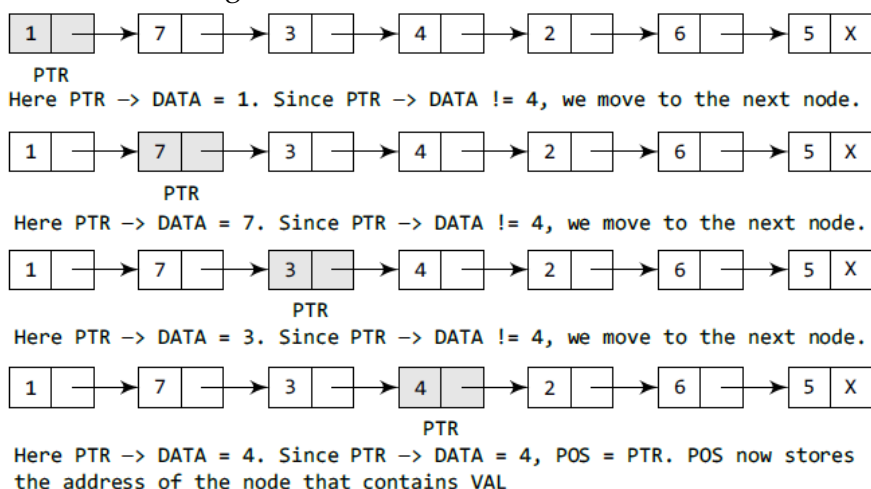 1 7 3 4 2 6 5 X
PTR
Here PTR —> DATA = 1. Since PTR —> DATA != 4, we move to the next node.
1 7 3 4 2 6 5 X
PTR
Here PTR —> DATA = 7. Since PTR —> DATA != 4, we move to the next node.
1 7 3 4 2 6 5 X
PTR
Here PTR —> DATA = 3. Since PTR —> DATA != 4, we move to the next node.
1 7 3 4 2 6 5 X
PTR
Here PTR —> DATA = 4. Since PTR —> DATA = 4, POS = PTR. POS now stores
the address of the node that contains VAL